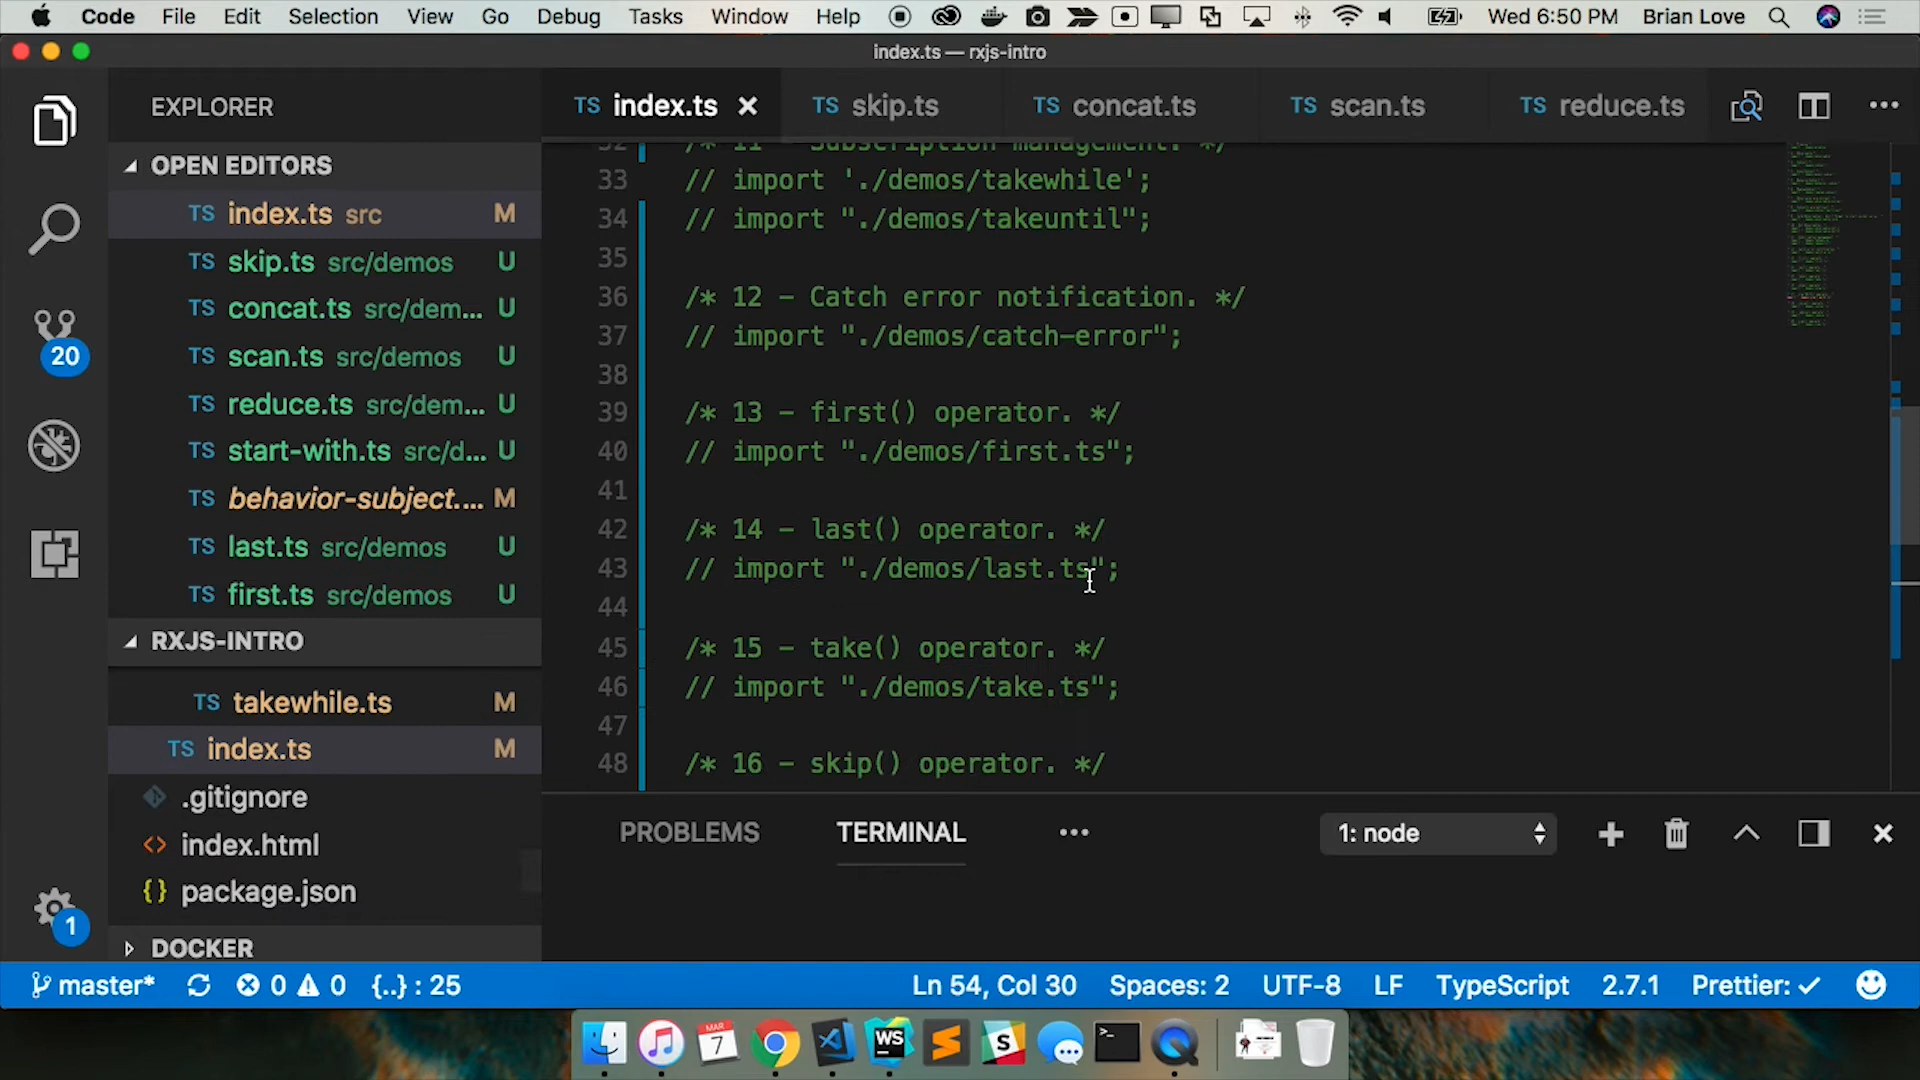 Code File Edit Selection View Go Debug Tasks Window Help Wed 6:50 PM Brian Love
index.ts — rxjs-intro
EXPLORER
TS index.ts TS skip.ts TS concat.ts TS scan.ts TS reduce.ts
OPEN EDITORS
TS index.ts src M
TS skip.ts src/demos U
TS concat.ts src/dem... U
TS scan.ts src/demos U
TS reduce.ts src/dem... U
TS start-with.ts src/d... U
TS behavior-subject.... M
TS last.ts src/demos U
TS first.ts src/demos U
RXJS-INTRO
TS takewhile.ts M
TS index.ts M
.gitignore
<> index.html
{} package.json
DOCKER
20
1
32 /* 11 - Subscription management. */
33 // import './demos/takewhile';
34 // import "./demos/takeuntil";
35
36 /* 12 - Catch error notification. */
37 // import "./demos/catch-error";
38
39 /* 13 - first() operator. */
40 // import "./demos/first.ts";
41
42 /* 14 - last() operator. */
43 // import "./demos/last.ts";
44
45 /* 15 - take() operator. */
46 // import "./demos/take.ts";
47
48 /* 16 - skip() operator. */
PROBLEMS TERMINAL ... 1: node
master* 0 0 {..} : 25 Ln 54, Col 30 Spaces: 2 UTF-8 LF TypeScript 2.7.1 Prettier: ✓
MAR
7
WS
S
>_